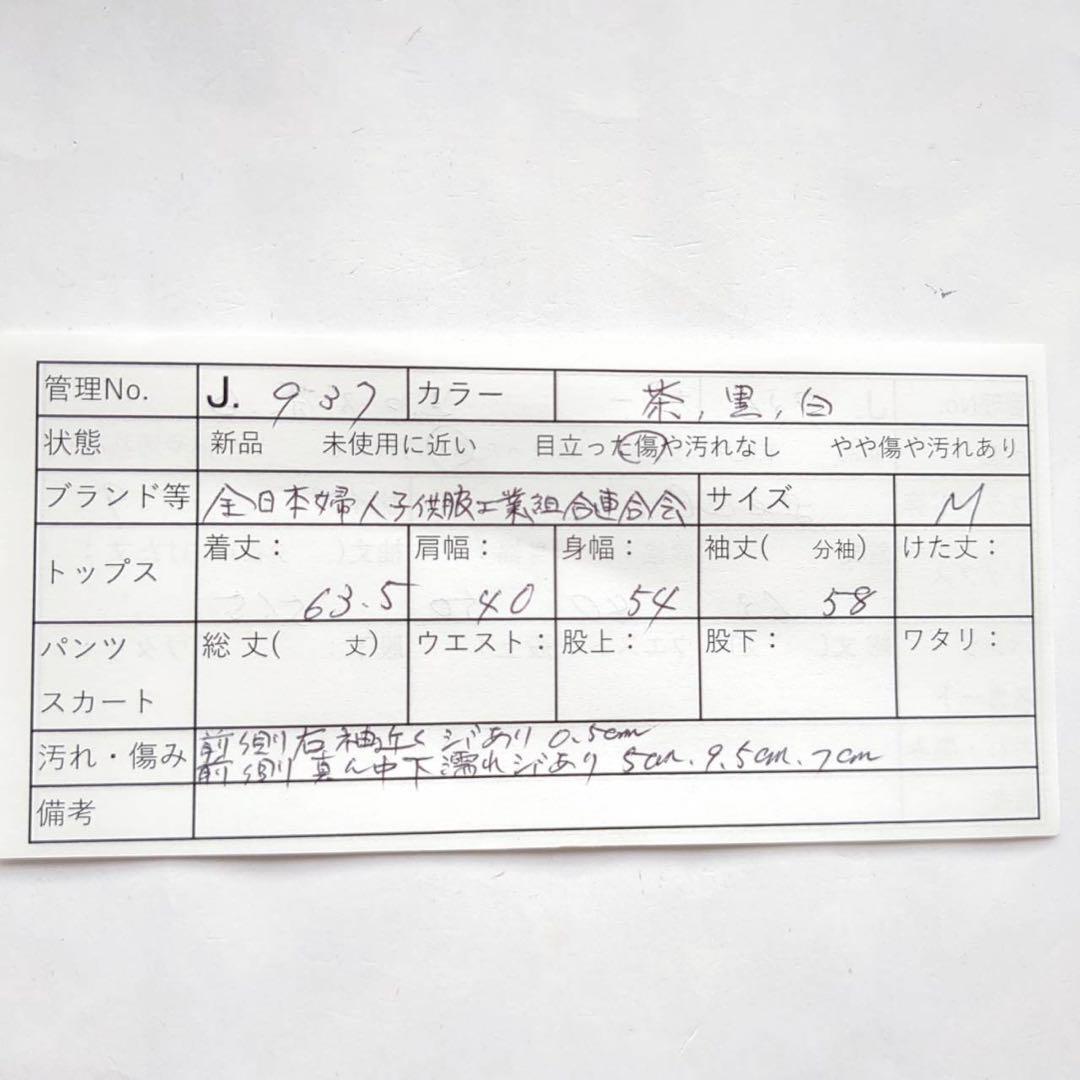 管理No. J. 937 カラー 茶, 黒, 白
状態 新品 未使用に近い 目立った傷や汚れなし やや傷や汚れあり
ブランド等 全日本婦人子供服工業組合連合会 サイズ M
トップス 着丈: 63.5 肩幅: 40 身幅: 54 袖丈( 分袖) 58 けた丈:
パンツ 総丈( 丈) ウエスト: 股上: 股下: ワタリ:
スカート
汚れ・傷み 前側右袖近くシミあり 0.5cm
前側真ん中下濡れシミあり 5cm、9.5cm、7cm
備考